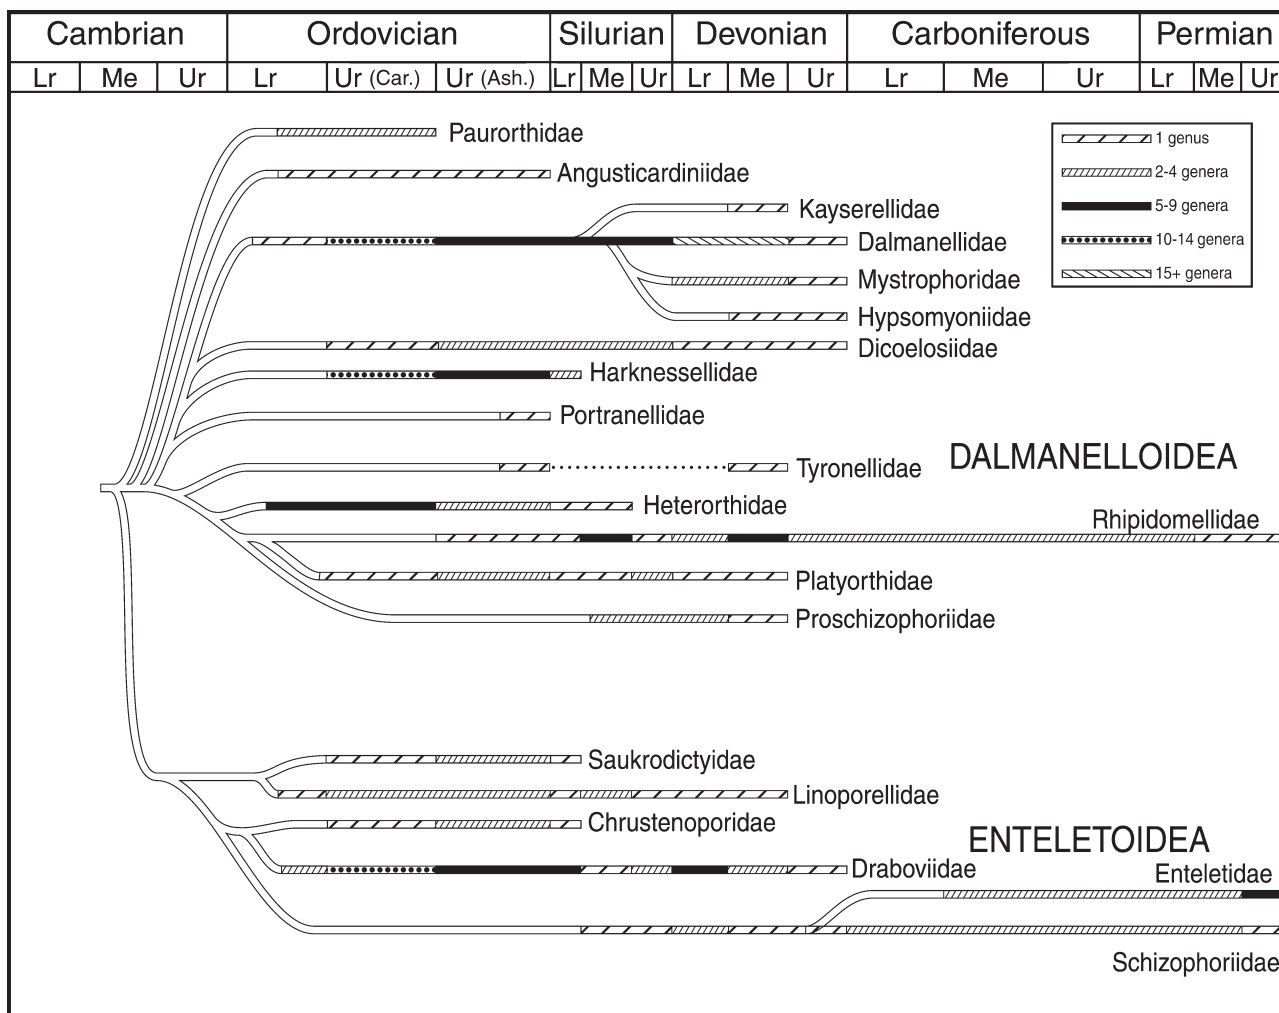 Cambrian Ordovician Silurian Devonian Carboniferous Permian
Lr Me Ur Lr Ur (Car.) Ur (Ash.) Lr Me Ur Lr Me Ur Lr Me Ur Lr Me Ur
Paurorthidae
1 genus
Angusticardiniidae
2-4 genera
Kayserellidae
5-9 genera
Dalmanellidae
10-14 genera
Mystrophoridae
15+ genera
Hypsomyoniidae
Dicoelosiidae
Harknessellidae
Portranellidae
DALMANELLOIDEA
Tyronellidae
Heterorthidae
Rhipidomellidae
Platyorthidae
Proschizophoriidae
Saukrodictyidae
Linoporellidae
Chrustenoporidae
ENTELETOIDEA
Draboviidae
Enteletidae
Schizophoriidae